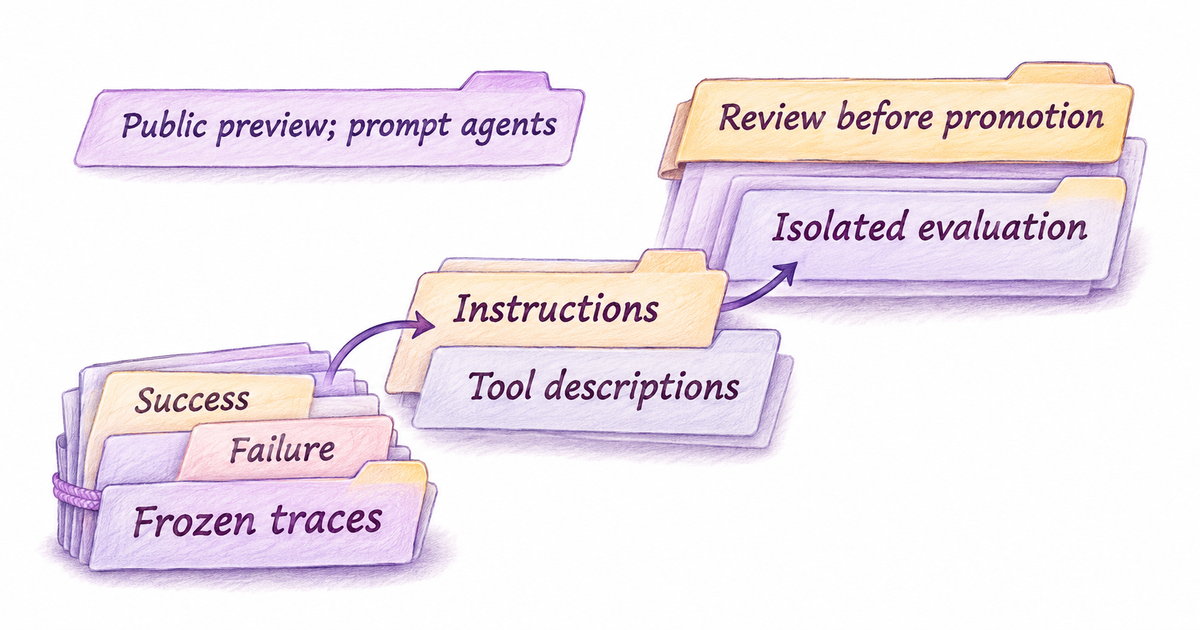 Public preview; prompt agents
Review before promotion
Isolated evaluation
Instructions
Tool descriptions
Success
Failure
Frozen traces